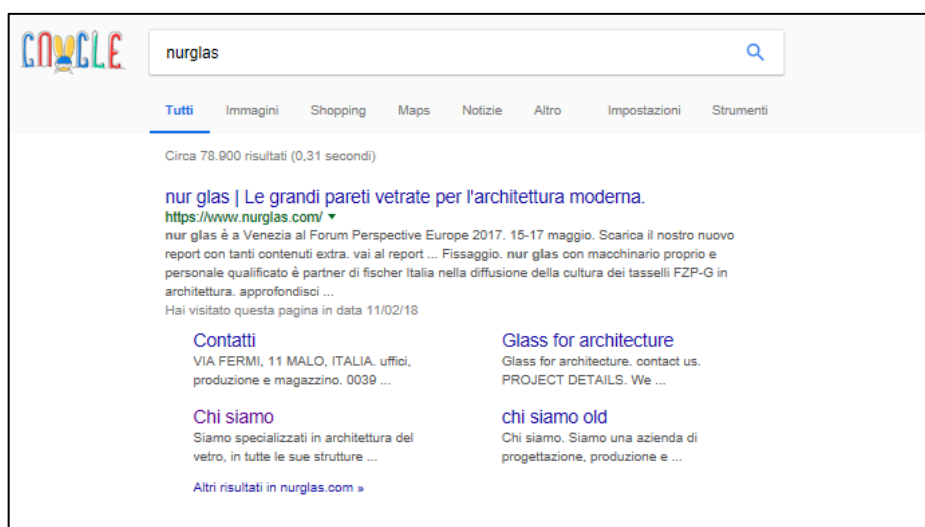 GOOGLE
nurglas
Tutti Immagini Shopping Maps Notizie Altro Impostazioni Strumenti
Circa 78.900 risultati (0,31 secondi)
nur glas | Le grandi pareti vetrate per l'architettura moderna.
https://www.nurglas.com/
nur glas è a Venezia al Forum Perspective Europe 2017. 15-17 maggio. Scarica il nostro nuovo
report con tanti contenuti extra. vai al report ... Fissaggio. nur glas con macchinario proprio e
personale qualificato è partner di fischer Italia nella diffusione della cultura dei tasselli FZP-G in
architettura. approfondisci ...
Hai visitato questa pagina in data 11/02/18
Contatti
VIA FERMI, 11 MALO, ITALIA. uffici,
produzione e magazzino. 0039 ...
Glass for architecture
Glass for architecture. contact us.
PROJECT DETAILS. We ...
Chi siamo
Siamo specializzati in architettura del
vetro, in tutte le sue strutture ...
chi siamo old
Chi siamo. Siamo una azienda di
progettazione, produzione e ...
Altri risultati in nurglas.com »